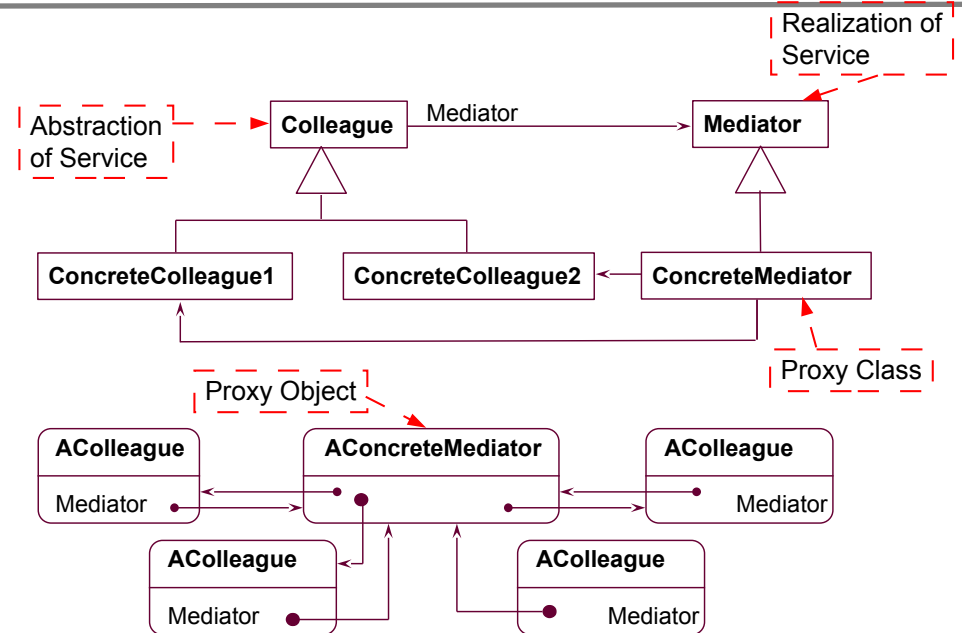 Realization of
Service
Abstraction
of Service
Colleague
Mediator
Mediator
ConcreteColleague1
ConcreteColleague2
ConcreteMediator
Proxy Class
Proxy Object
AColleague
Mediator
AConcreteMediator
AColleague
Mediator
AColleague
Mediator
AColleague
Mediator